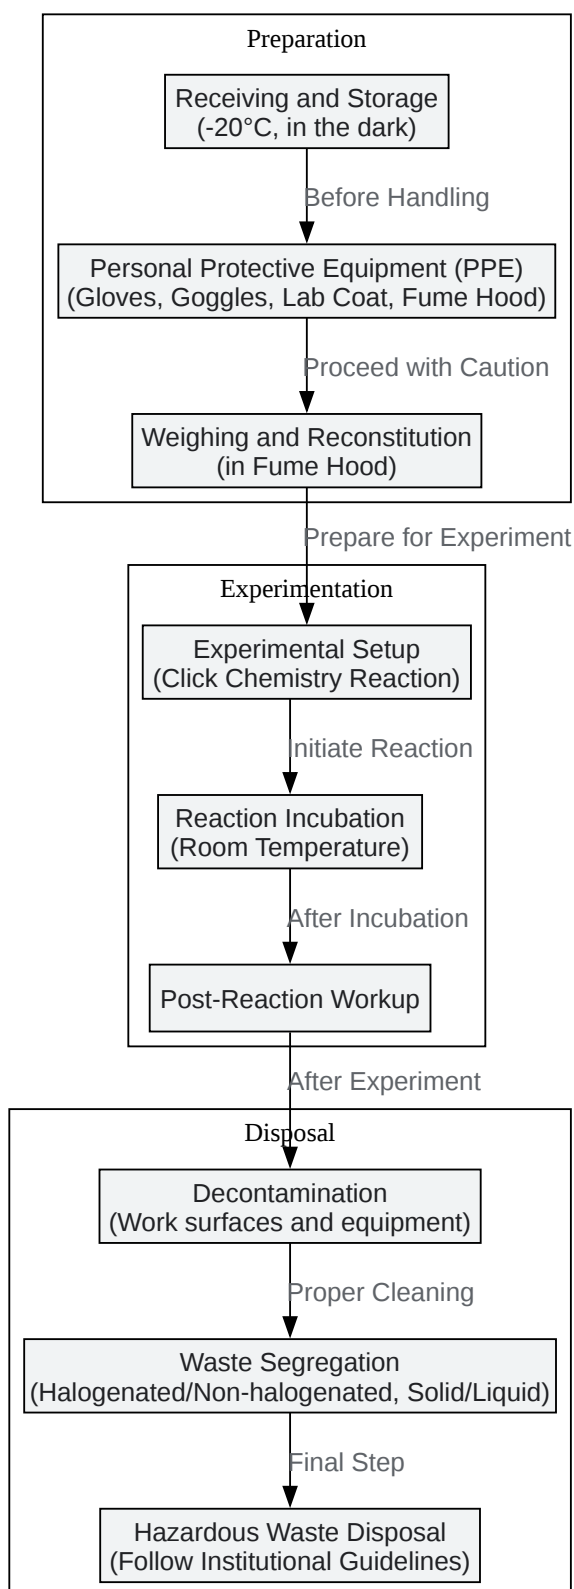 Preparation
Receiving and Storage
(-20°C, in the dark)
Before Handling
Personal Protective Equipment (PPE)
(Gloves, Goggles, Lab Coat, Fume Hood)
Proceed with Caution
Weighing and Reconstitution
(in Fume Hood)
Prepare for Experiment
Experimentation
Experimental Setup
(Click Chemistry Reaction)
Initiate Reaction
Reaction Incubation
(Room Temperature)
After Incubation
Post-Reaction Workup
After Experiment
Disposal
Decontamination
(Work surfaces and equipment)
Proper Cleaning
Waste Segregation
(Halogenated/Non-halogenated, Solid/Liquid)
Final Step
Hazardous Waste Disposal
(Follow Institutional Guidelines)